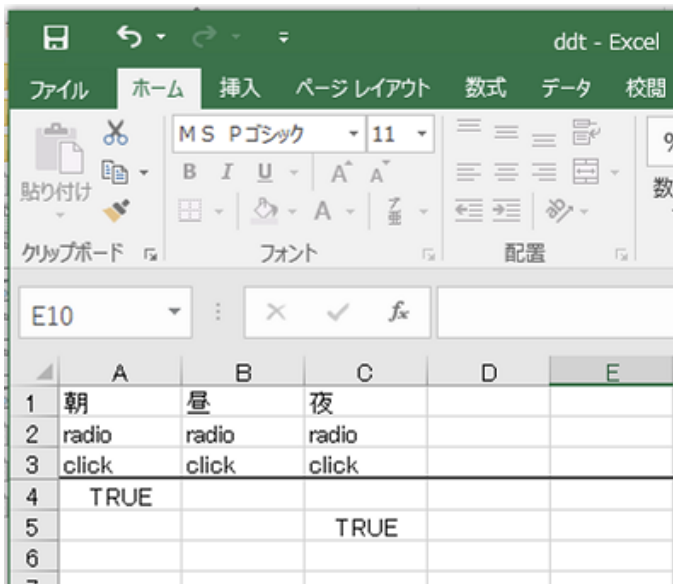 ddt - Excel
ファイル ホーム 挿入 ページ レイアウト 数式 データ 校閲
MS Pゴシック 11 %
B I U A A
貼り付け 数
A ア亜
クリップボード フォント 配置
E10 fx
A B C D E
1 朝 昼 夜
2 radio radio radio
3 click click click
4 TRUE
5 TRUE
6